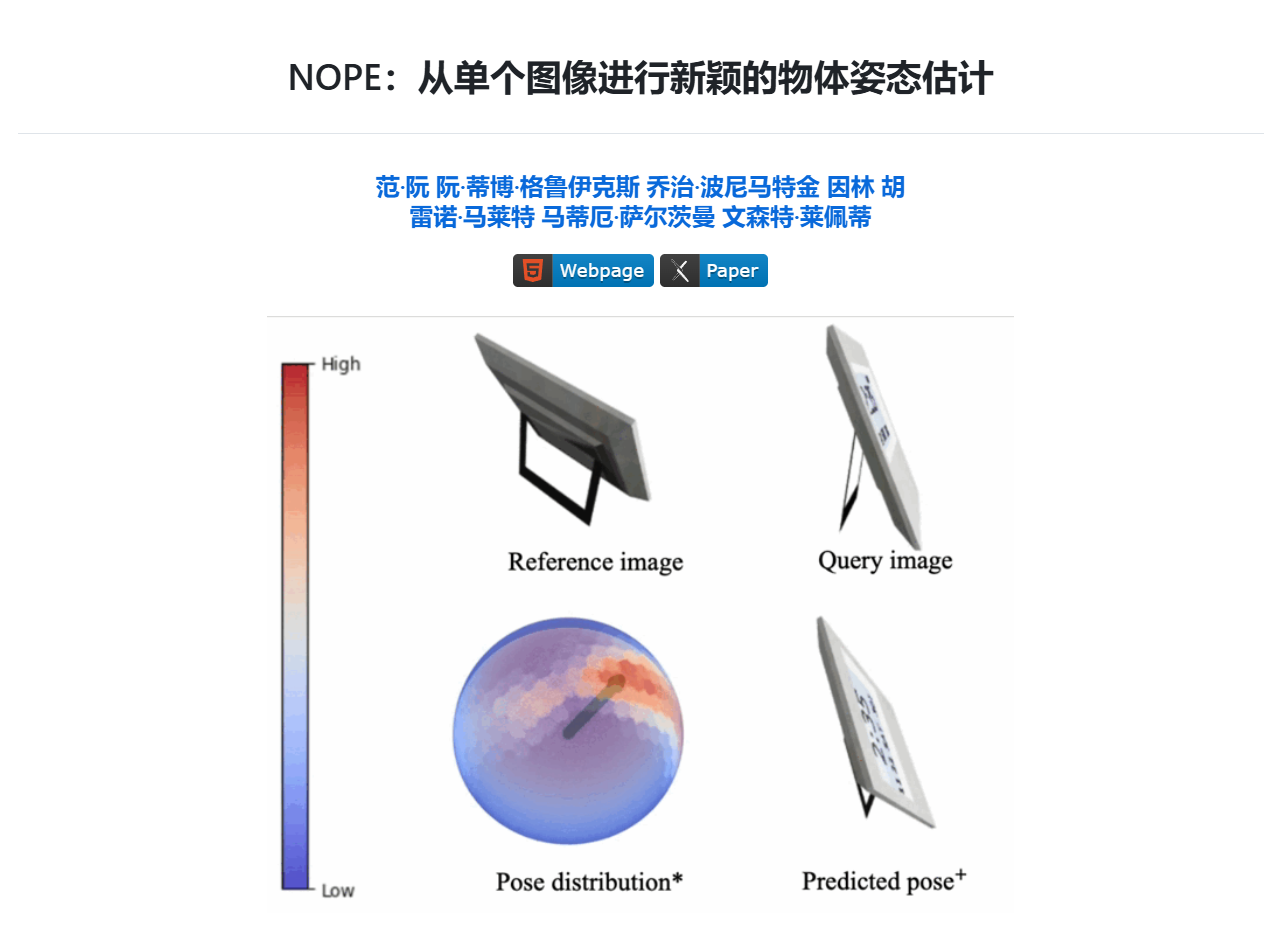 NOPE：从单个图像进行新颖的物体姿态估计
范·阮 阮·蒂博·格鲁伊克斯 乔治·波尼马特金 因林 胡
雷诺·马莱特 马蒂厄·萨尔茨曼 文森特·莱佩蒂
Webpage Paper
High
Reference image Query image
Pose distribution* Predicted pose+
Low